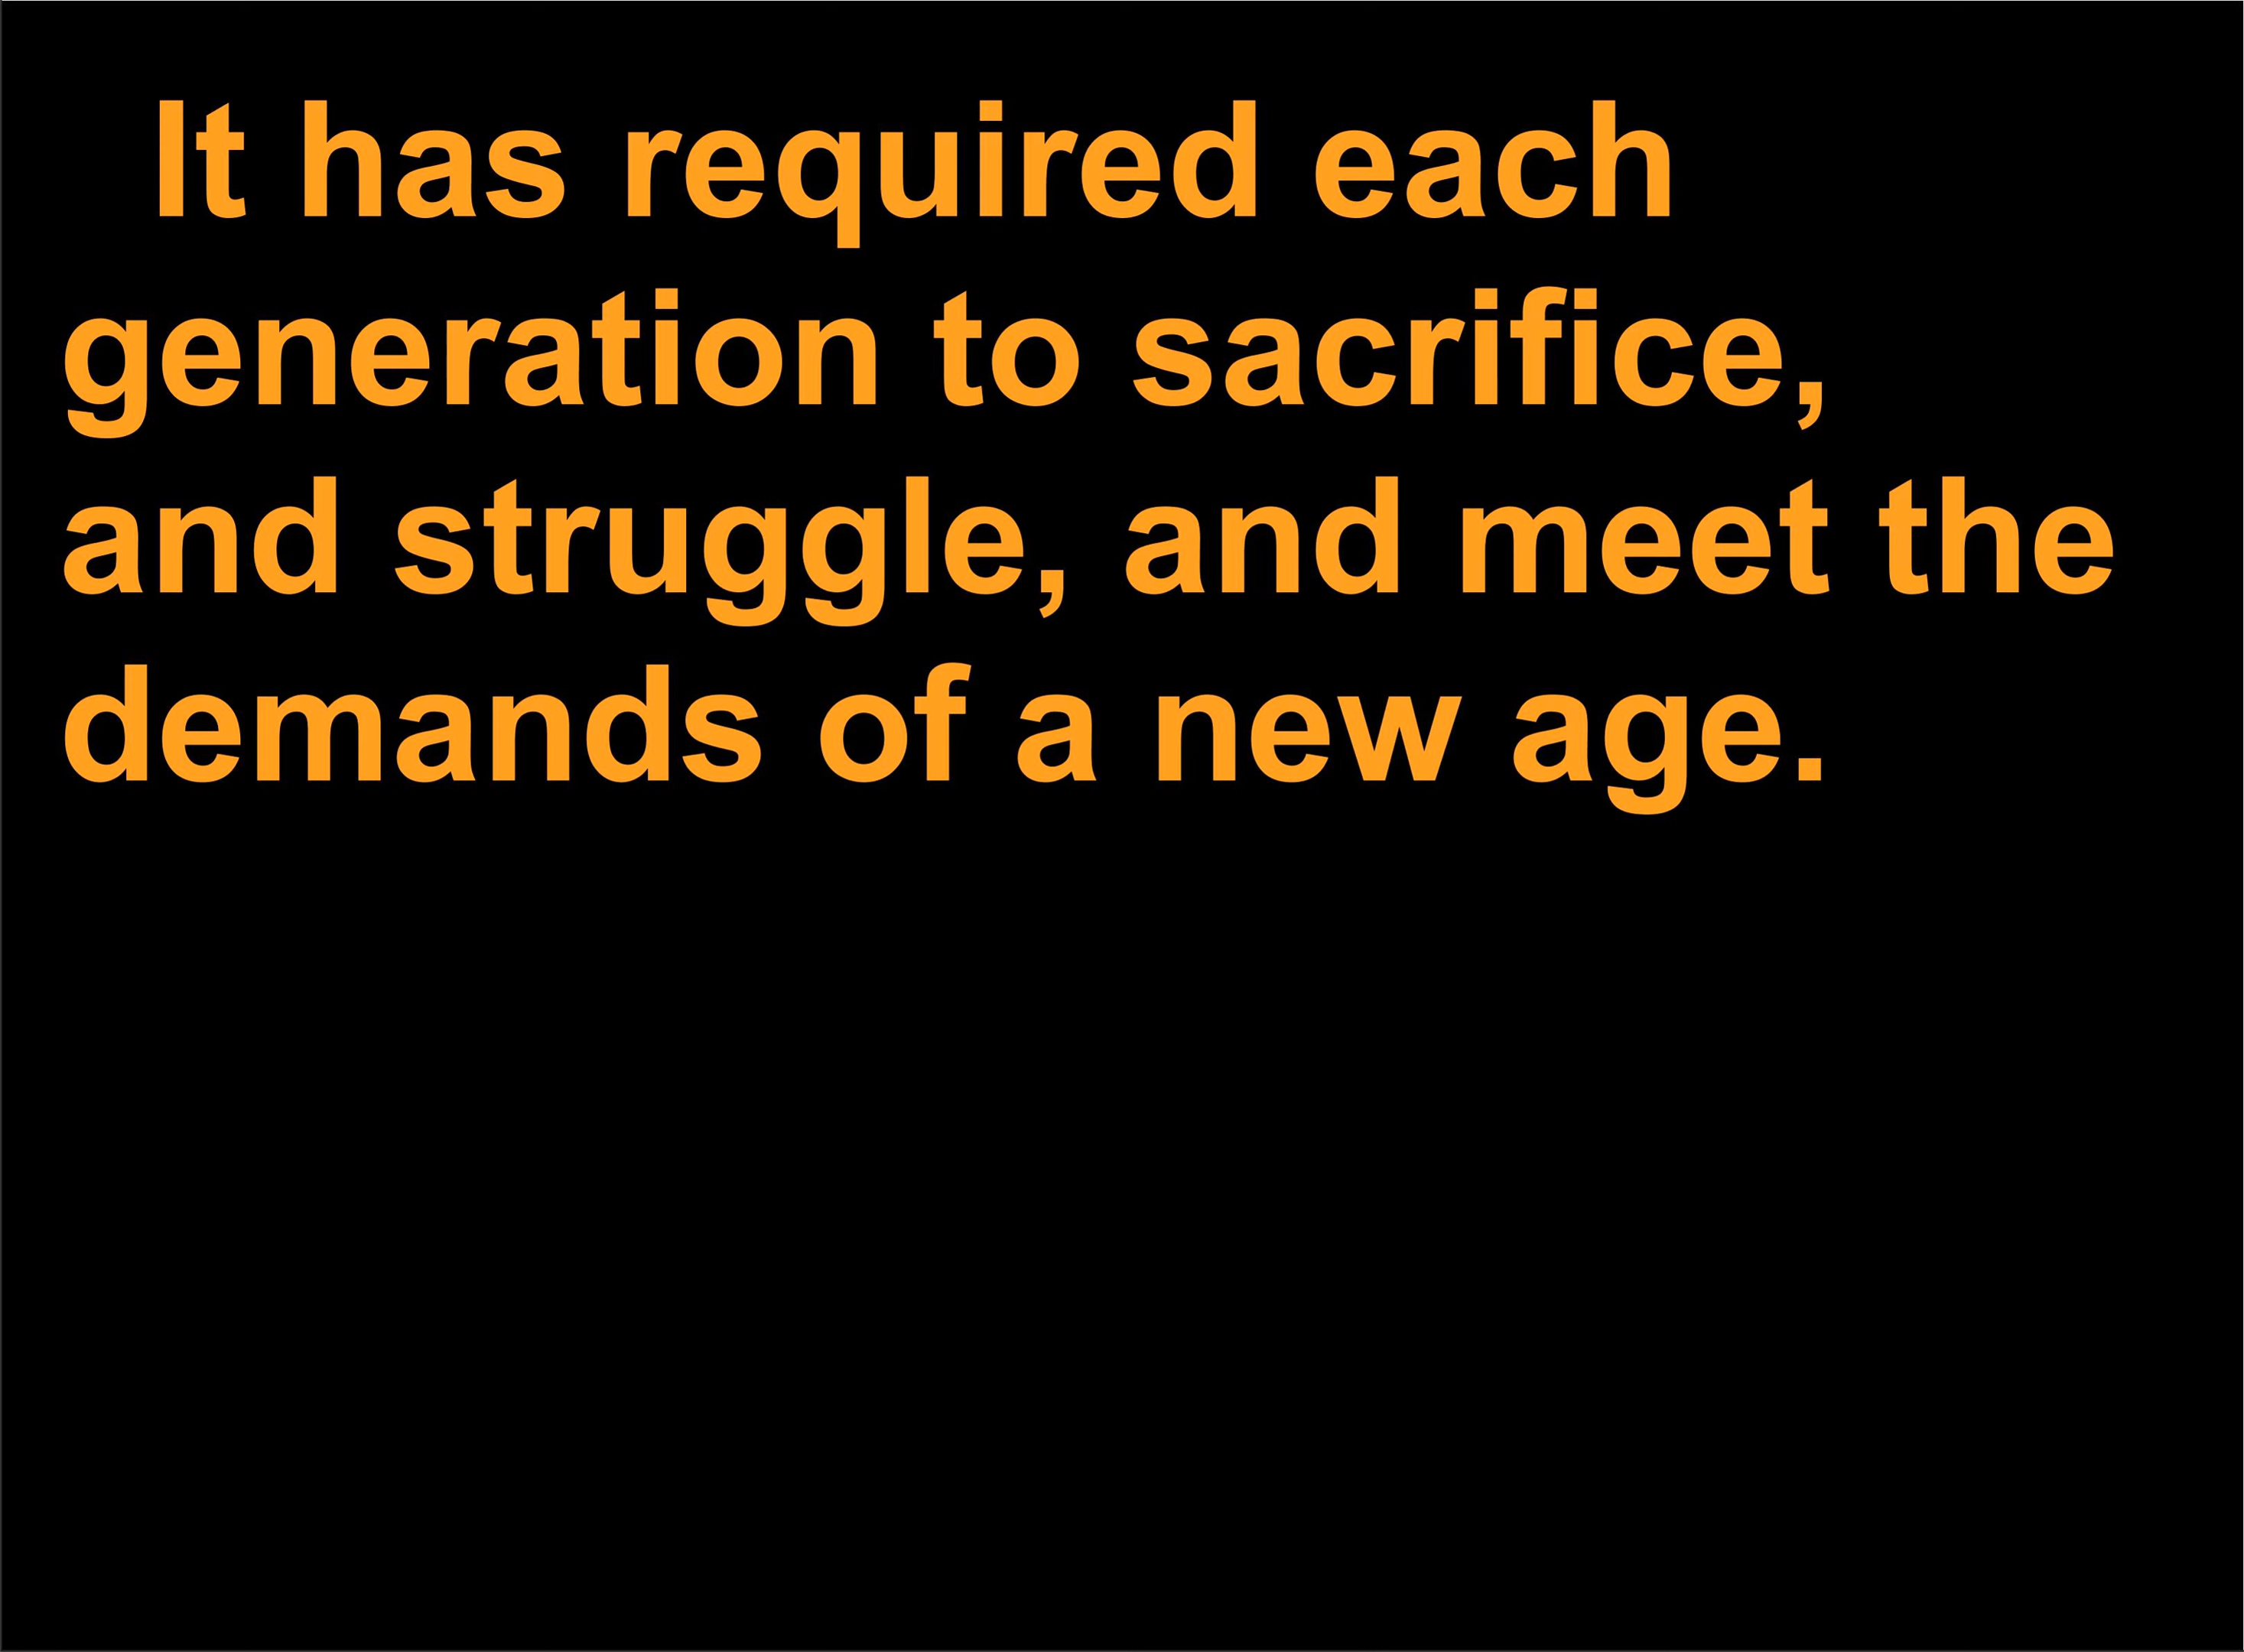 It has required each
generation to sacrifice,
and struggle, and meet the
demands of a new age.